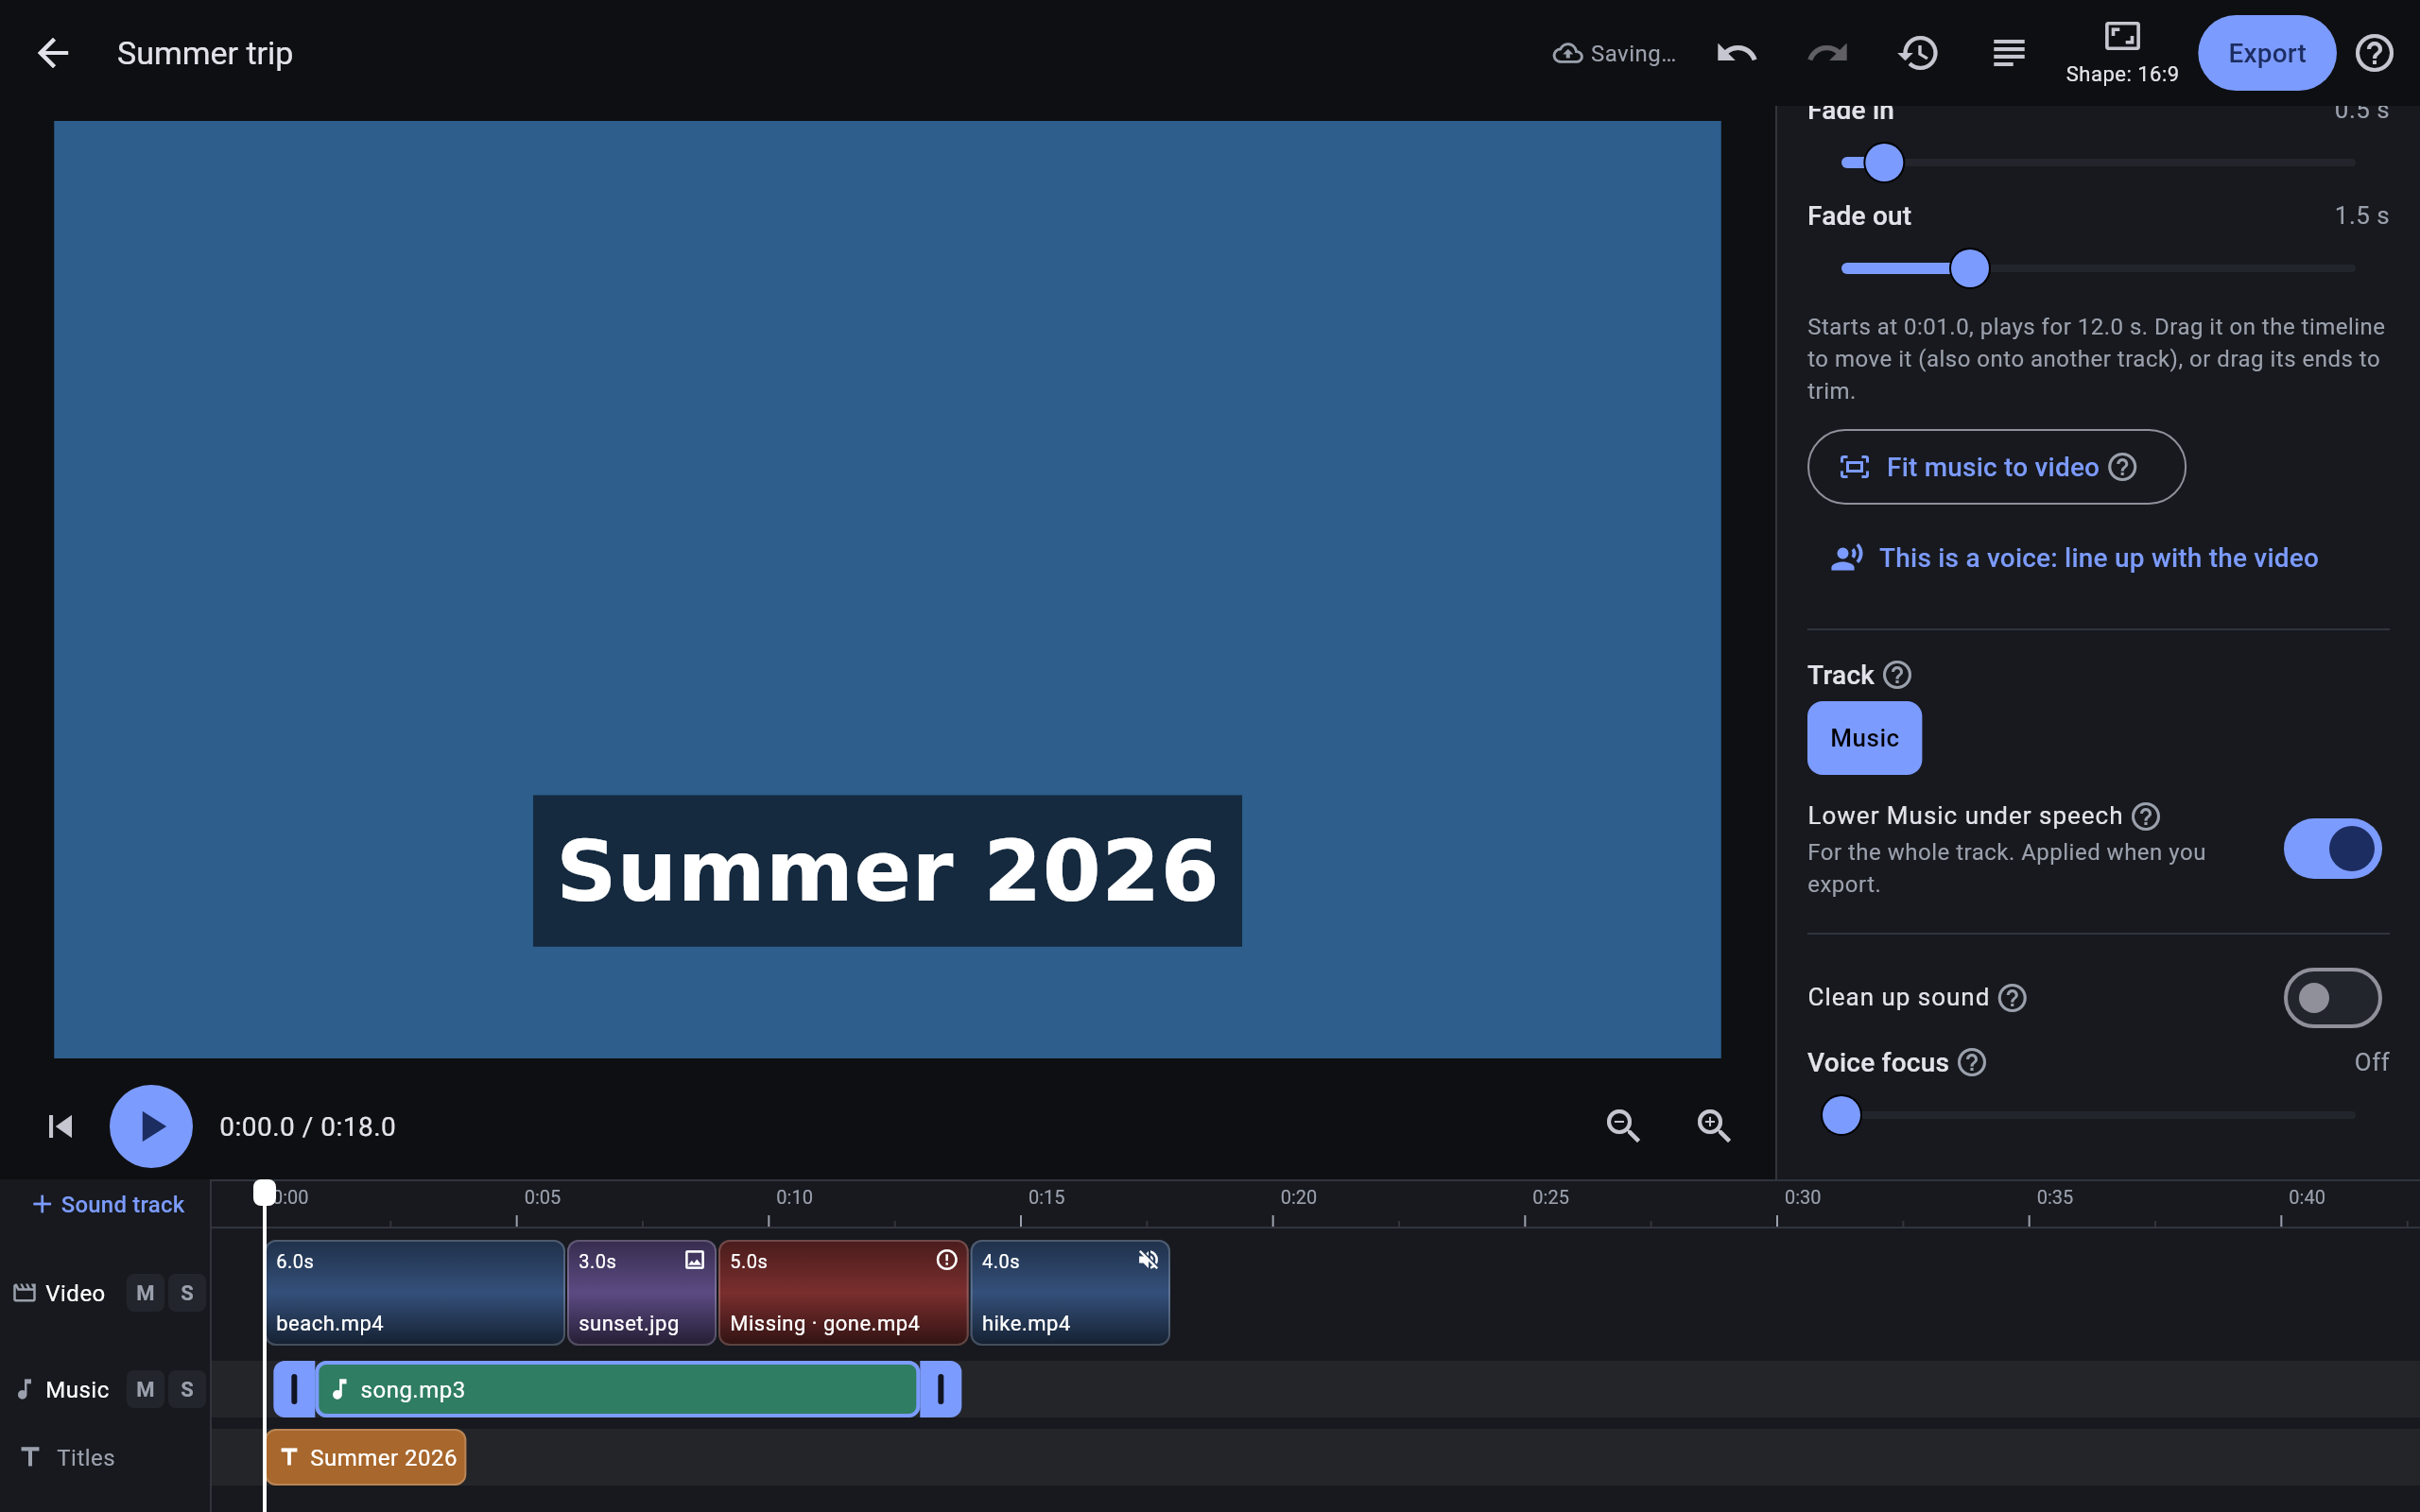 Summer trip
Saving...
Shape: 16:9
Export
Fade in
0.5 s
Fade out
1.5 s
Starts at 0:01.0, plays for 12.0 s. Drag it on the timeline
to move it (also onto another track), or drag its ends to
trim.
Fit music to video
This is a voice: line up with the video
Track
Music
Lower Music under speech
For the whole track. Applied when you
export.
Clean up sound
Voice focus
Off
Summer 2026
0:00.0 / 0:18.0
+ Sound track
0:00
0:05
0:10
0:15
0:20
0:25
0:30
0:35
0:40
Video
M
S
6.0s
beach.mp4
3.0s
sunset.jpg
5.0s
Missing · gone.mp4
4.0s
hike.mp4
Music
M
S
song.mp3
Titles
Summer 2026